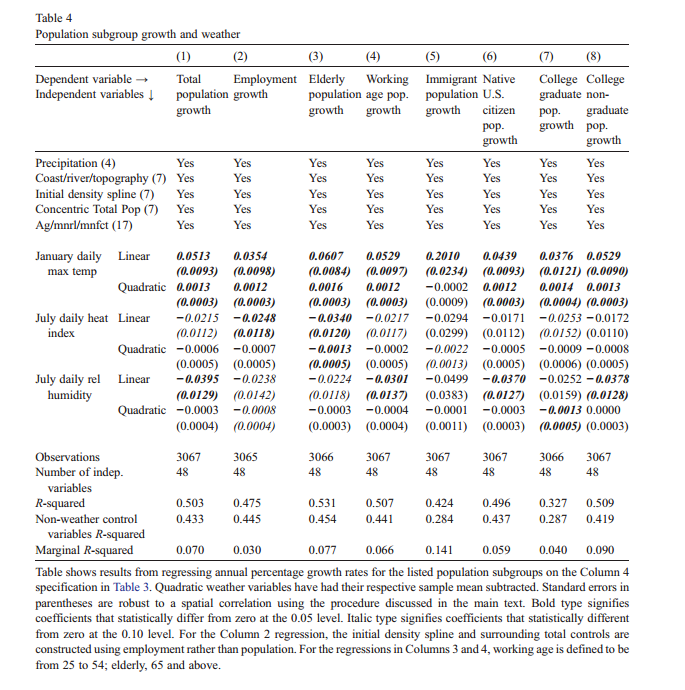 Table 4
Population subgroup growth and weather
(1) (2) (3) (4) (5) (6) (7) (8)
Dependent variable → Total Employment Elderly Working Immigrant Native College College
Independent variables ↓ population growth population age pop. population U.S. graduate non-
growth growth growth growth citizen pop. graduate
pop. growth pop.
growth growth
Precipitation (4) Yes Yes Yes Yes Yes Yes Yes Yes
Coast/river/topography (7) Yes Yes Yes Yes Yes Yes Yes Yes
Initial density spline (7) Yes Yes Yes Yes Yes Yes Yes Yes
Concentric Total Pop (7) Yes Yes Yes Yes Yes Yes Yes Yes
Ag/mnrl/mnfct (17) Yes Yes Yes Yes Yes Yes Yes Yes
January daily Linear 0.0513 0.0354 0.0607 0.0529 0.2010 0.0439 0.0376 0.0529
max temp (0.0093) (0.0098) (0.0084) (0.0097) (0.0234) (0.0093) (0.0121) (0.0090)
Quadratic 0.0013 0.0012 0.0016 0.0012 −0.0002 0.0012 0.0014 0.0013
(0.0003) (0.0003) (0.0003) (0.0003) (0.0009) (0.0003) (0.0004) (0.0003)
July daily heat Linear −0.0215 −0.0248 −0.0340 −0.0217 −0.0294 −0.0171 −0.0253 −0.0172
index (0.0112) (0.0118) (0.0120) (0.0117) (0.0299) (0.0112) (0.0152) (0.0110)
Quadratic −0.0006 −0.0007 −0.0013 −0.0002 −0.0022 −0.0005 −0.0009 −0.0008
(0.0005) (0.0005) (0.0005) (0.0005) (0.0013) (0.0005) (0.0006) (0.0005)
July daily rel Linear −0.0395 −0.0238 −0.0224 −0.0301 −0.0499 −0.0370 −0.0252 −0.0378
humidity (0.0129) (0.0142) (0.0118) (0.0137) (0.0383) (0.0127) (0.0159) (0.0128)
Quadratic −0.0003 −0.0008 −0.0003 −0.0004 −0.0001 −0.0003 −0.0013 0.0000
(0.0004) (0.0004) (0.0003) (0.0004) (0.0011) (0.0003) (0.0005) (0.0003)
Observations 3067 3065 3066 3067 3067 3067 3066 3067
Number of indep. 48 48 48 48 48 48 48 48
variables
R-squared 0.503 0.475 0.531 0.507 0.424 0.496 0.327 0.509
Non-weather control 0.433 0.445 0.454 0.441 0.284 0.437 0.287 0.419
variables R-squared
Marginal R-squared 0.070 0.030 0.077 0.066 0.141 0.059 0.040 0.090
Table shows results from regressing annual percentage growth rates for the listed population subgroups on the Column 4
specification in Table 3. Quadratic weather variables have had their respective sample mean subtracted. Standard errors in
parentheses are robust to a spatial correlation using the procedure discussed in the main text. Bold type signifies
coefficients that statistically differ from zero at the 0.05 level. Italic type signifies coefficients that statistically different
from zero at the 0.10 level. For the Column 2 regression, the initial density spline and surrounding total controls are
constructed using employment rather than population. For the regressions in Columns 3 and 4, working age is defined to be
from 25 to 54; elderly, 65 and above.